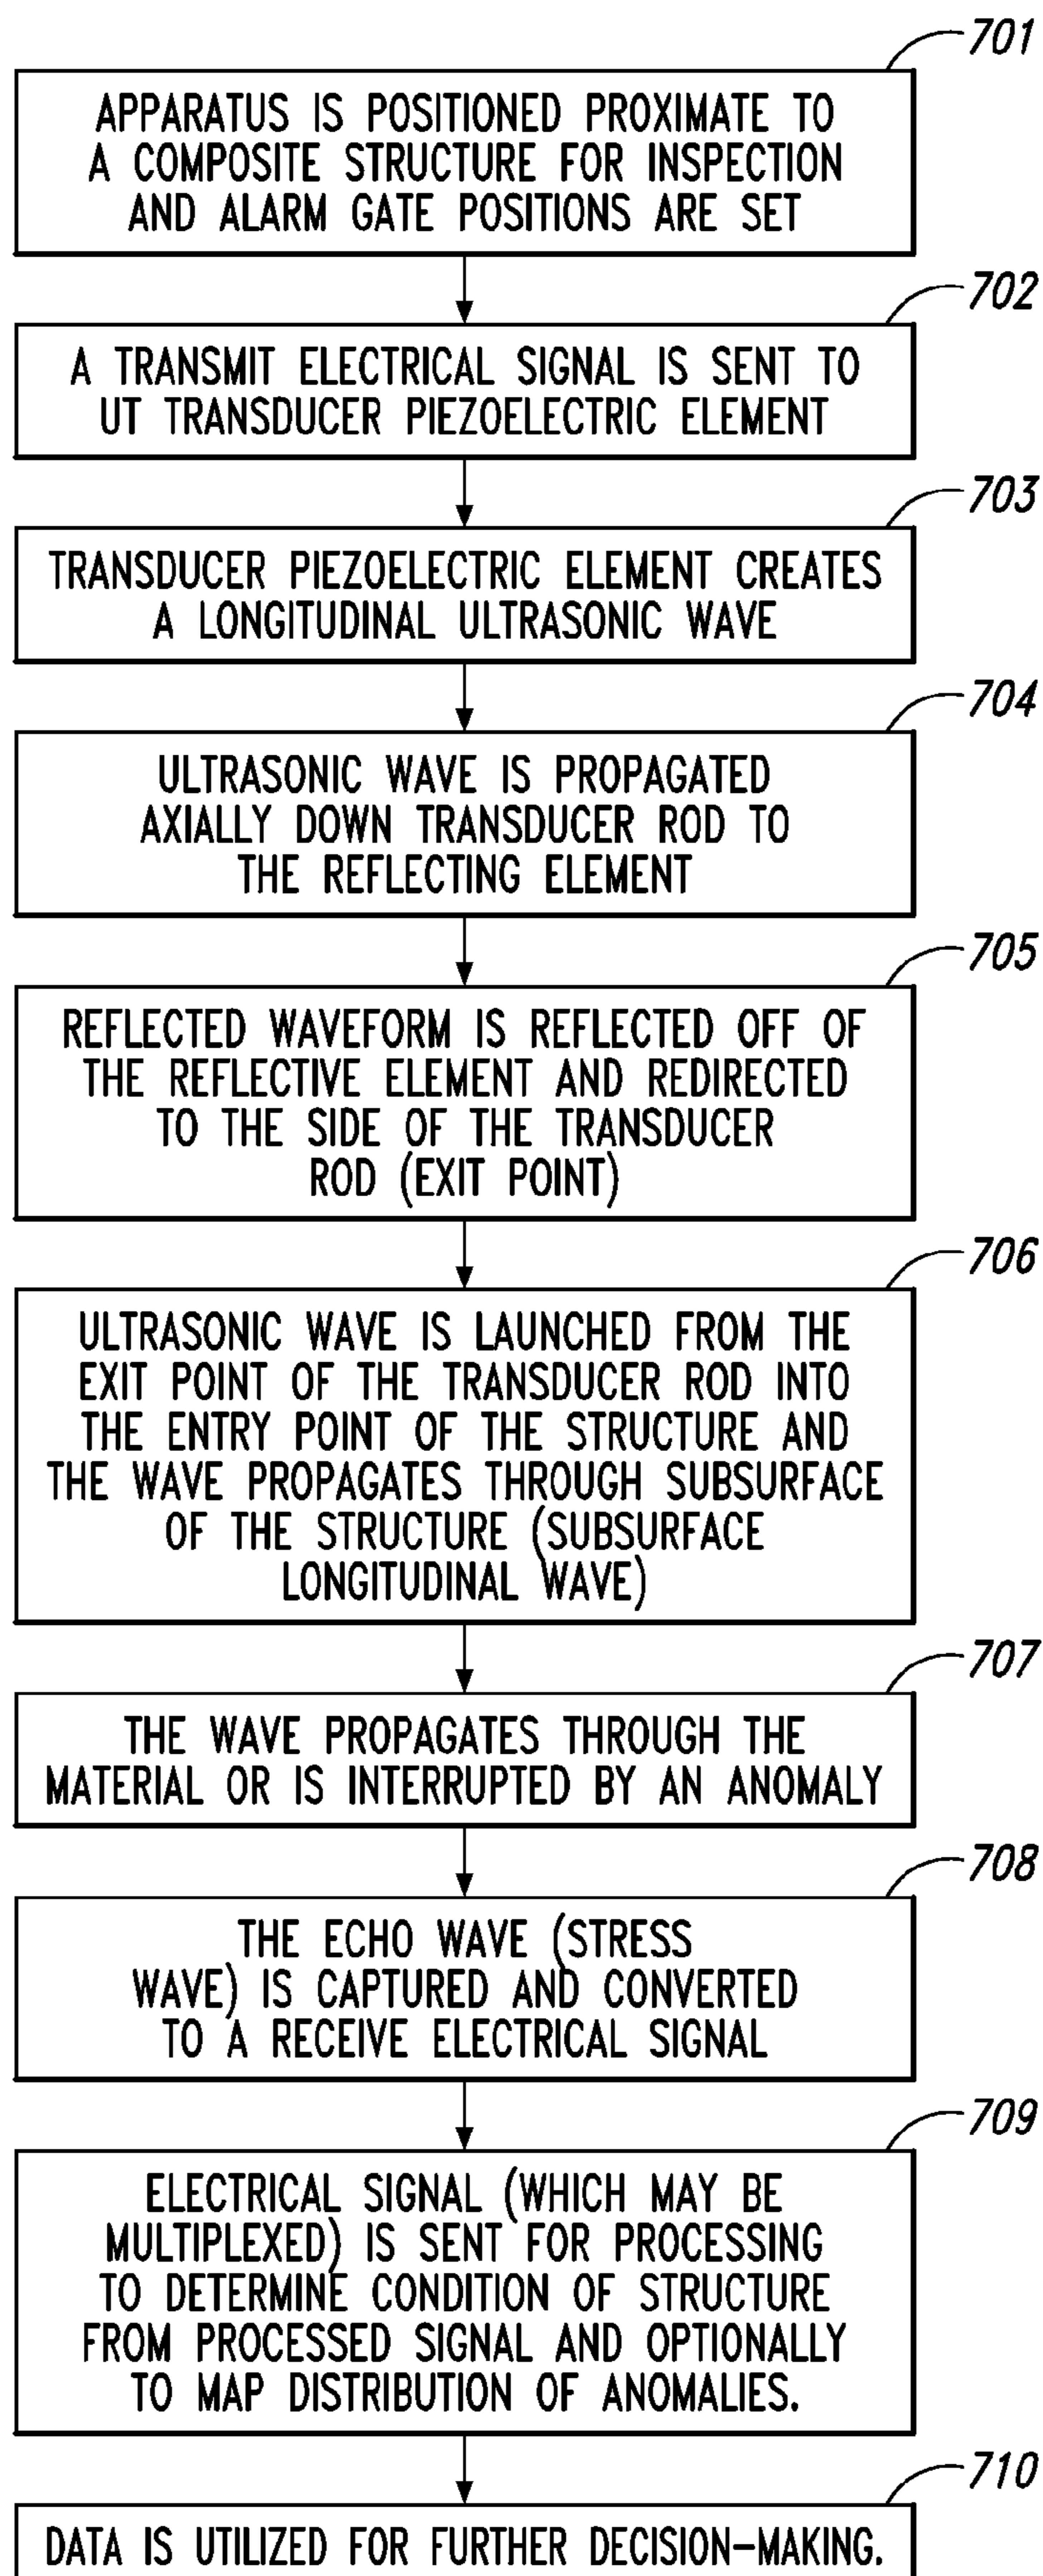 701
APPARATUS IS POSITIONED PROXIMATE TO
A COMPOSITE STRUCTURE FOR INSPECTION
AND ALARM GATE POSITIONS ARE SET
702
A TRANSMIT ELECTRICAL SIGNAL IS SENT TO
UT TRANSDUCER PIEZOELECTRIC ELEMENT
703
TRANSDUCER PIEZOELECTRIC ELEMENT CREATES
A LONGITUDINAL ULTRASONIC WAVE
704
ULTRASONIC WAVE IS PROPAGATED
AXIALLY DOWN TRANSDUCER ROD TO
THE REFLECTING ELEMENT
705
REFLECTED WAVEFORM IS REFLECTED OFF OF
THE REFLECTIVE ELEMENT AND REDIRECTED
TO THE SIDE OF THE TRANSDUCER
ROD (EXIT POINT)
706
ULTRASONIC WAVE IS LAUNCHED FROM THE
EXIT POINT OF THE TRANSDUCER ROD INTO
THE ENTRY POINT OF THE STRUCTURE AND
THE WAVE PROPAGATES THROUGH SUBSURFACE
OF THE STRUCTURE (SUBSURFACE
LONGITUDINAL WAVE)
707
THE WAVE PROPAGATES THROUGH THE
MATERIAL OR IS INTERRUPTED BY AN ANOMALY
708
THE ECHO WAVE (STRESS
WAVE) IS CAPTURED AND CONVERTED
TO A RECEIVE ELECTRICAL SIGNAL
709
ELECTRICAL SIGNAL (WHICH MAY BE
MULTIPLEXED) IS SENT FOR PROCESSING
TO DETERMINE CONDITION OF STRUCTURE
FROM PROCESSED SIGNAL AND OPTIONALLY
TO MAP DISTRIBUTION OF ANOMALIES.
710
DATA IS UTILIZED FOR FURTHER DECISION-MAKING.